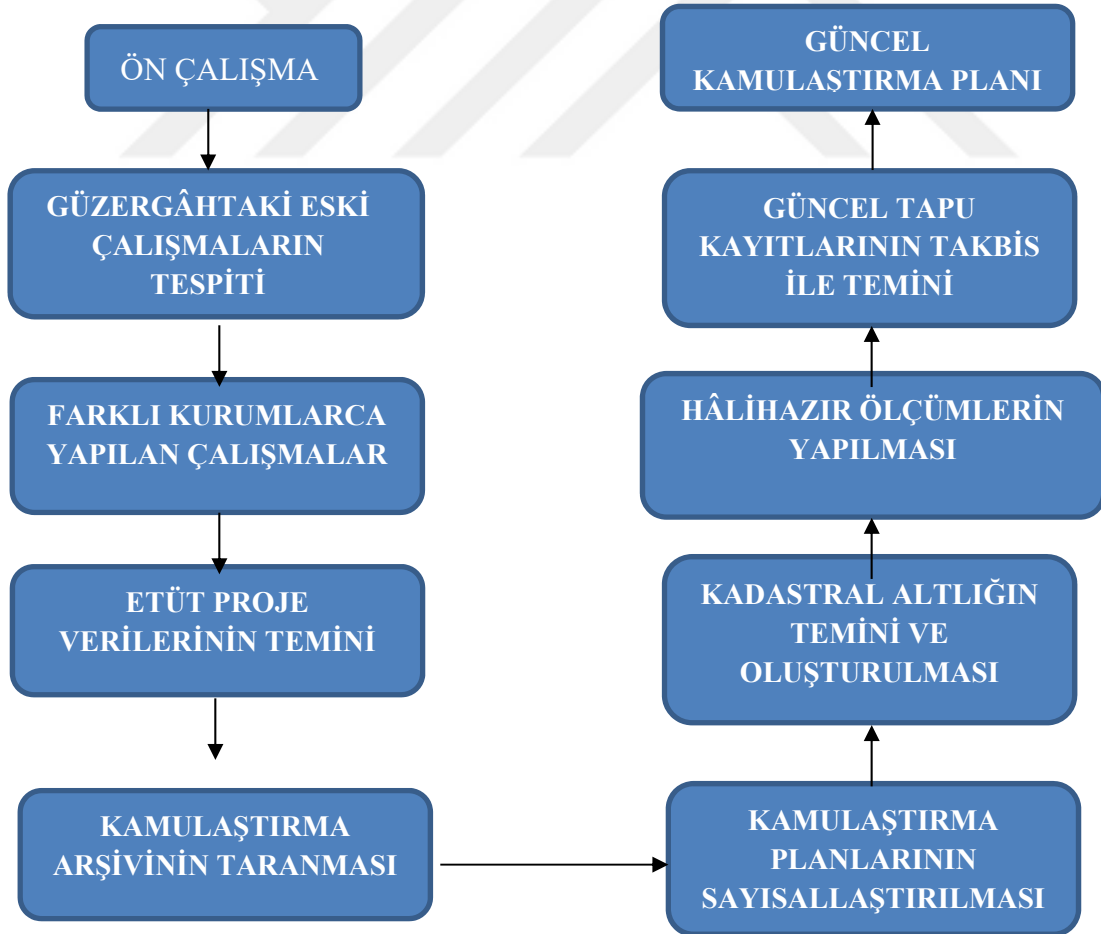 ÖN ÇALIŞMA
GÜZERGÂHTAKİ ESKİ
ÇALIŞMALARIN
TESPİTİ
FARKLI KURUMLARCA
YAPILAN ÇALIŞMALAR
ETÜT PROJE
VERİLERİNİN TEMİNİ
KAMULAŞTIRMA
ARŞİVİNİN TARANMASI
KAMULAŞTIRMA
PLANLARININ
SAYISALLAŞTIRILMASI
KADASTRAL ALTLIĞIN
TEMİNİ VE
OLUŞTURULMASI
HÂLİHAZIR ÖLÇÜMLERİN
YAPILMASI
GÜNCEL TAPU
KAYITLARININ TAKBİS
İLE TEMİNİ
GÜNCEL
KAMULAŞTIRMA PLANI